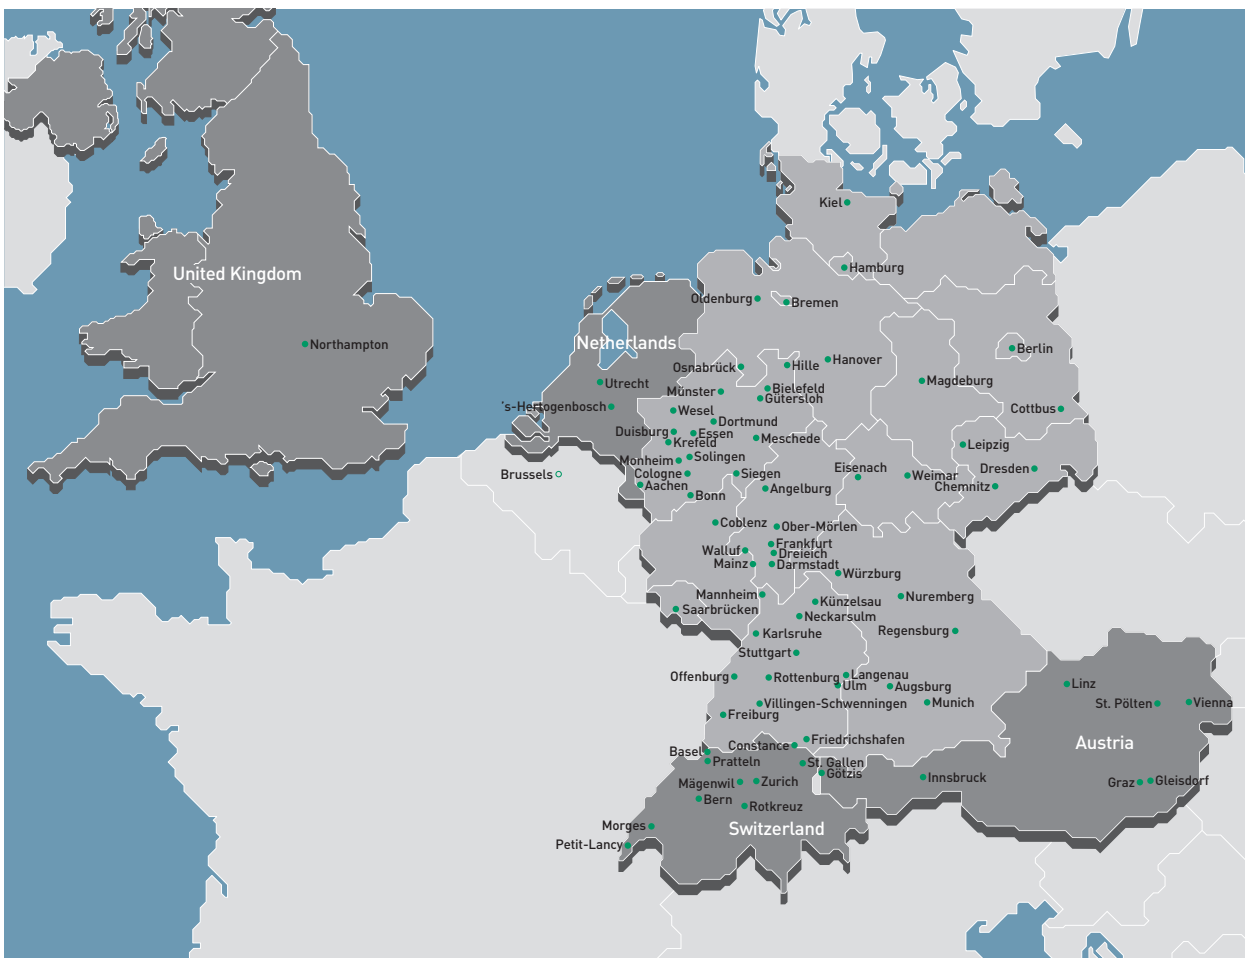 Kiel
Hamburg
United Kingdom
Oldenburg
Bremen
Northampton
Netherlands
Berlin
Osnabrück
Hille
Hanover
Utrecht
Münster
Bielefeld
Magdeburg
Gütersloh
's-Hertogenbosch
Wesel
Cottbus
Dortmund
Duisburg
Essen
Krefeld
Meschede
Leipzig
Monheim
Solingen
Brussels
Cologne
Siegen
Eisenach
Weimar
Dresden
Aachen
Angelburg
Chemnitz
Bonn
Coblenz
Ober-Mörlen
Frankfurt
Walluf
Dreieich
Mainz
Darmstadt
Würzburg
Mannheim
Künzelsau
Nuremberg
Saarbrücken
Neckarsulm
Karlsruhe
Regensburg
Stuttgart
Offenburg
Rottenburg
Langenau
Ulm
Augsburg
Linz
Villingen-Schwenningen
Munich
St. Pölten
Vienna
Freiburg
Friedrichshafen
Constance
Austria
Basel
Pratteln
St. Gallen
Götzis
Innsbruck
Mägenwil
Zurich
Graz
Gleisdorf
Bern
Rotkreuz
Morges
Switzerland
Petit-Lancy